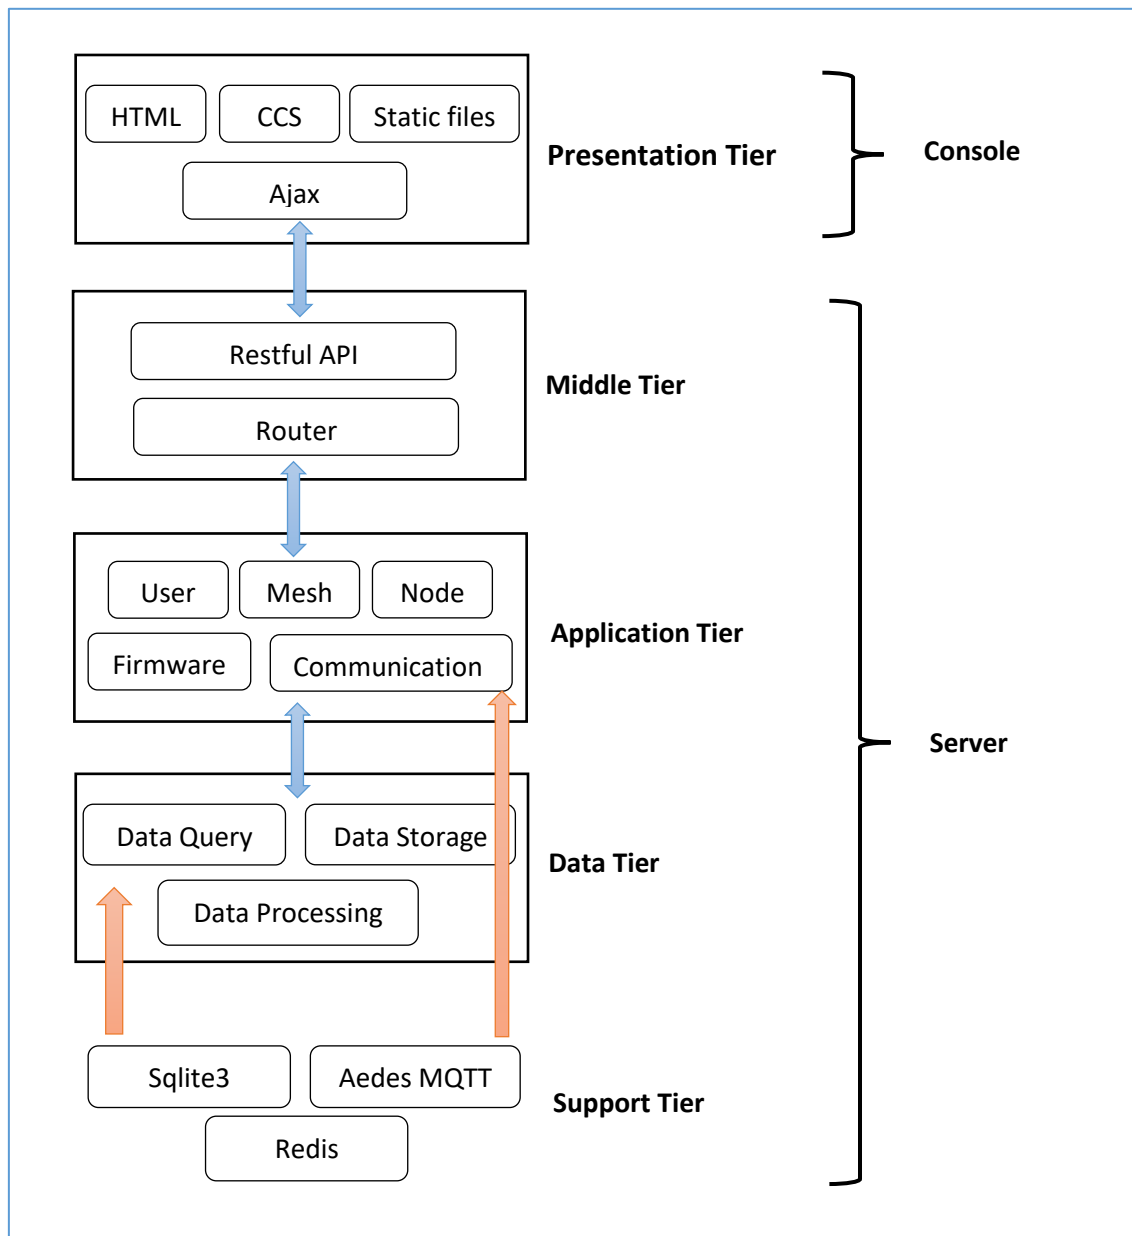 HTML
CCS
Static files
Ajax
Presentation Tier
Console
Restful API
Router
Middle Tier
User
Mesh
Node
Firmware
Communication
Application Tier
Server
Data Query
Data Storage
Data Processing
Data Tier
Sqlite3
Aedes MQTT
Redis
Support Tier